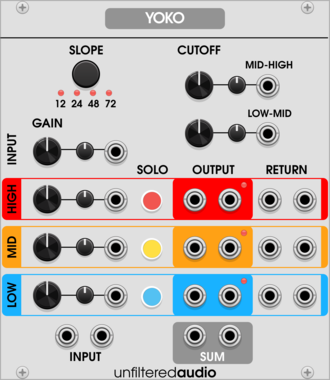 YOKO
SLOPE
CUTOFF
MID-HIGH
12 24 48 72
LOW-MID
GAIN
INPUT
SOLO OUTPUT RETURN
HIGH
MID
LOW
INPUT
SUM
unfilteredaudio